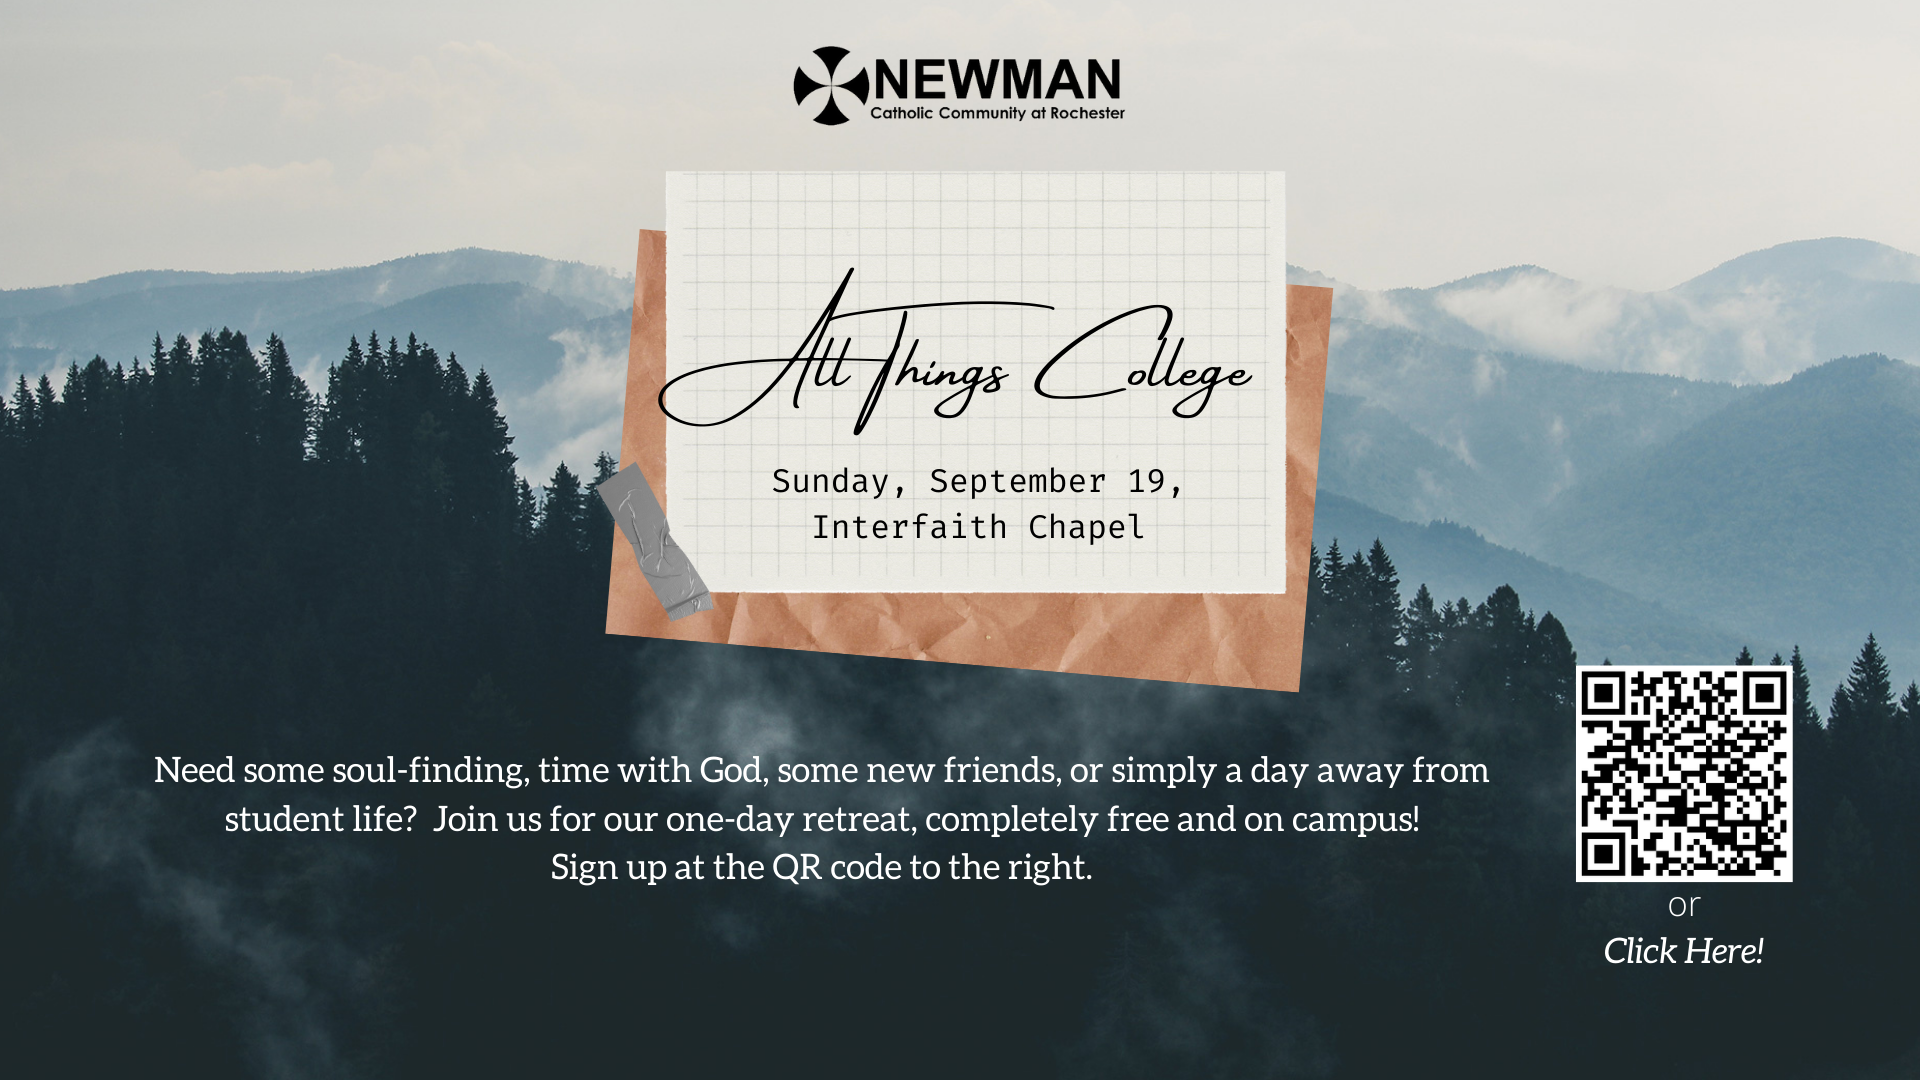 NEWMAN
Catholic Community at Rochester
All Things College
Sunday, September 19,
Interfaith Chapel
Need some soul-finding, time with God, some new friends, or simply a day away from
student life?  Join us for our one-day retreat, completely free and on campus!
Sign up at the QR code to the right.
or
Click Here!